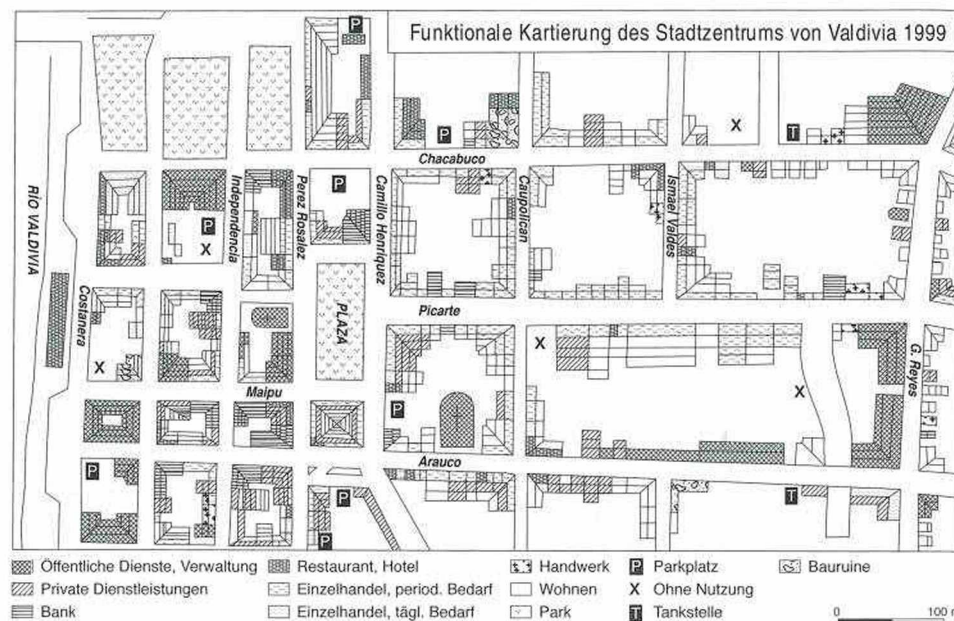 Funktionale Kartierung des Stadtzentrums von Valdivia 1999
P
P
T
X
Chacabuco
RÍO VALDIVIA
P
X
Independencia
Perez Rosalez
P
Camillo Henriquez
Caupolican
Ismael Valdes
Costanera
PLAZA
Picarte
X
X
X
G. Reyes
Maipu
P
Arauco
P
P
P
T
Öffentliche Dienste, Verwaltung
Restaurant, Hotel
Handwerk
P Parkplatz
Bauruine
Private Dienstleistungen
Einzelhandel, period. Bedarf
Wohnen
X Ohne Nutzung
Bank
Einzelhandel, tägl. Bedarf
Park
T Tankstelle
0 100 m